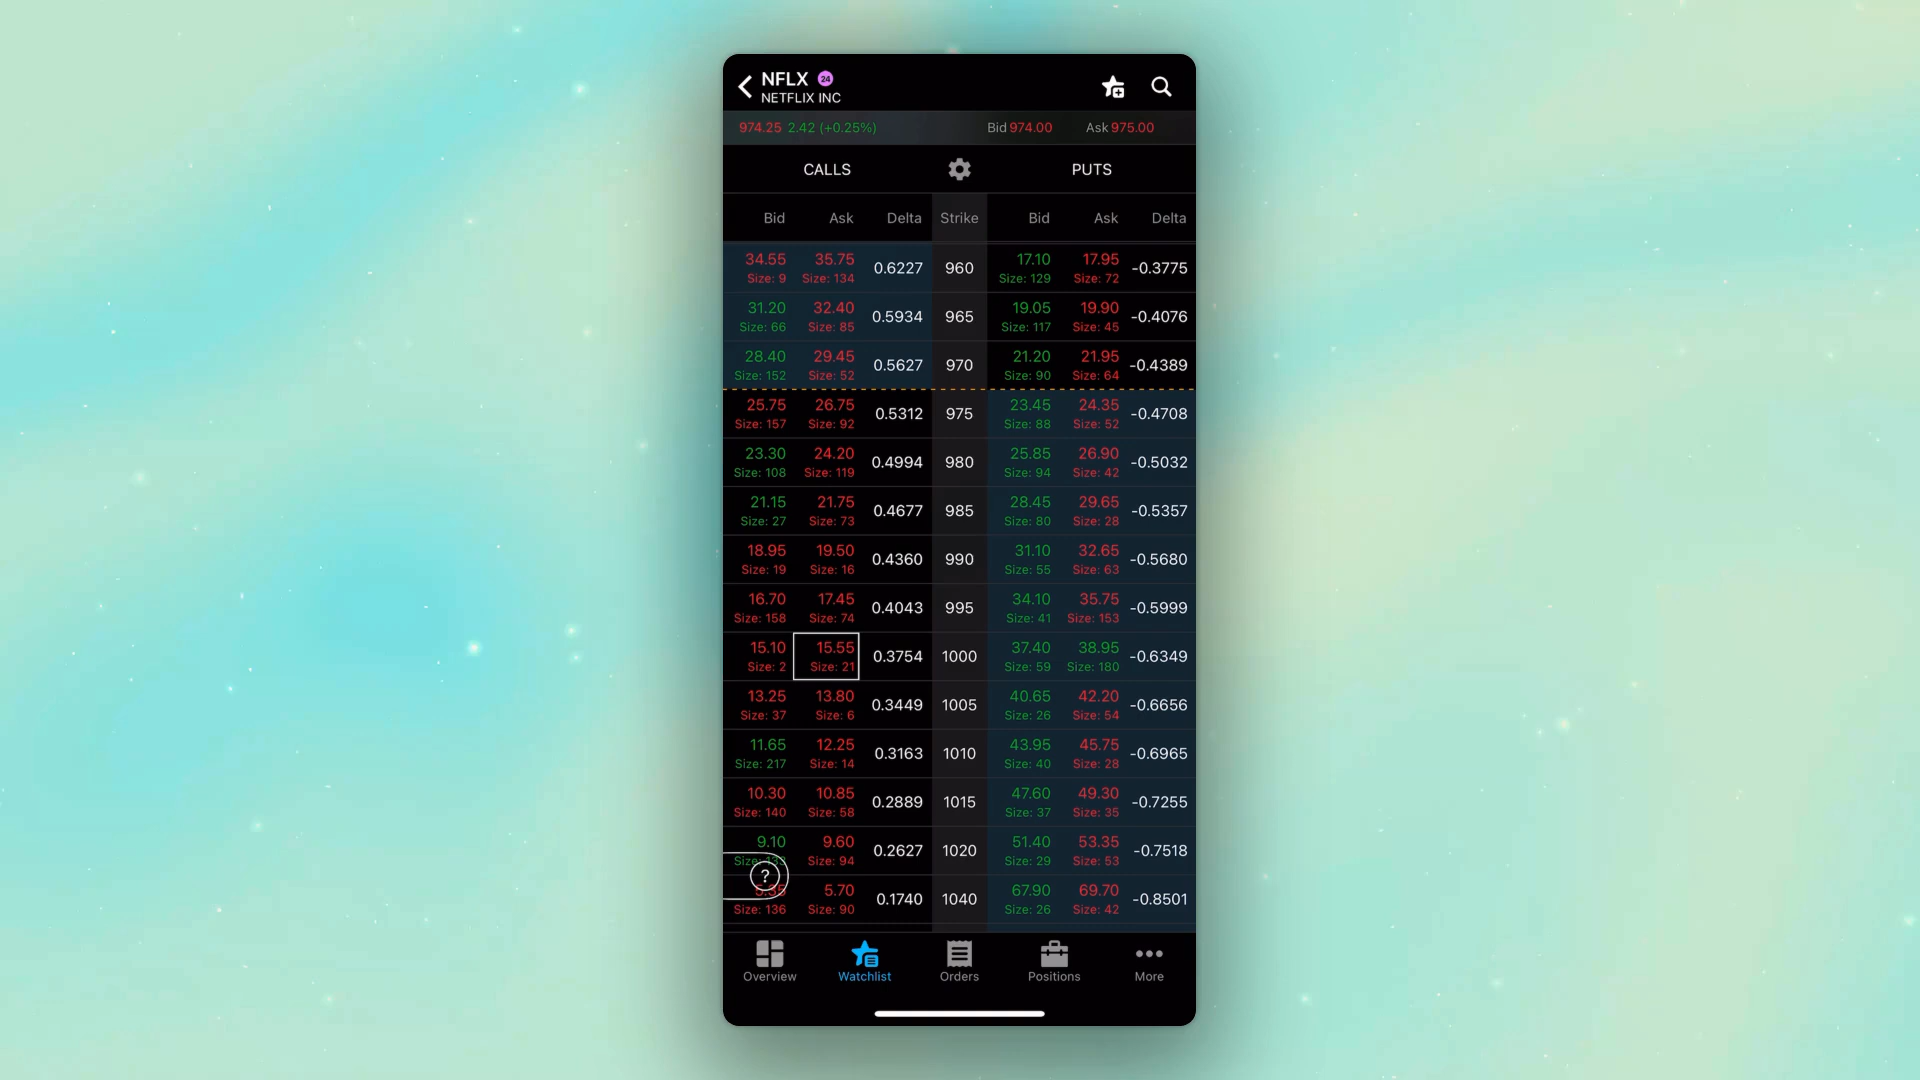 NFLX 24
NETFLIX INC
974.25 2.42 (+0.25%) Bid 974.00 Ask 975.00
CALLS PUTS
Bid Ask Delta Strike Bid Ask Delta
34.55 35.75 0.6227 960 17.10 17.95 -0.3775
Size: 9 Size: 134 Size: 129 Size: 72
31.20 32.40 0.5934 965 19.05 19.90 -0.4076
Size: 66 Size: 85 Size: 117 Size: 45
28.40 29.45 0.5627 970 21.20 21.95 -0.4389
Size: 152 Size: 52 Size: 90 Size: 64
25.75 26.75 0.5312 975 23.45 24.35 -0.4708
Size: 157 Size: 92 Size: 88 Size: 52
23.30 24.20 0.4994 980 25.85 26.90 -0.5032
Size: 108 Size: 119 Size: 94 Size: 42
21.15 21.75 0.4677 985 28.45 29.65 -0.5357
Size: 27 Size: 73 Size: 80 Size: 28
18.95 19.50 0.4360 990 31.10 32.65 -0.5680
Size: 19 Size: 16 Size: 55 Size: 63
16.70 17.45 0.4043 995 34.10 35.75 -0.5999
Size: 158 Size: 74 Size: 41 Size: 153
15.10 15.55 0.3754 1000 37.40 38.95 -0.6349
Size: 2 Size: 21 Size: 59 Size: 180
13.25 13.80 0.3449 1005 40.65 42.20 -0.6656
Size: 37 Size: 6 Size: 26 Size: 54
11.65 12.25 0.3163 1010 43.95 45.75 -0.6965
Size: 217 Size: 14 Size: 40 Size: 28
10.30 10.85 0.2889 1015 47.60 49.30 -0.7255
Size: 140 Size: 58 Size: 37 Size: 35
9.10 9.60 0.2627 1020 51.40 53.35 -0.7518
Size: Size: 94 Size: 29 Size: 53
? 5.70 0.1740 1040 67.90 69.70 -0.8501
Size: 136 Size: 90 Size: 26 Size: 42
Overview Watchlist Orders Positions More